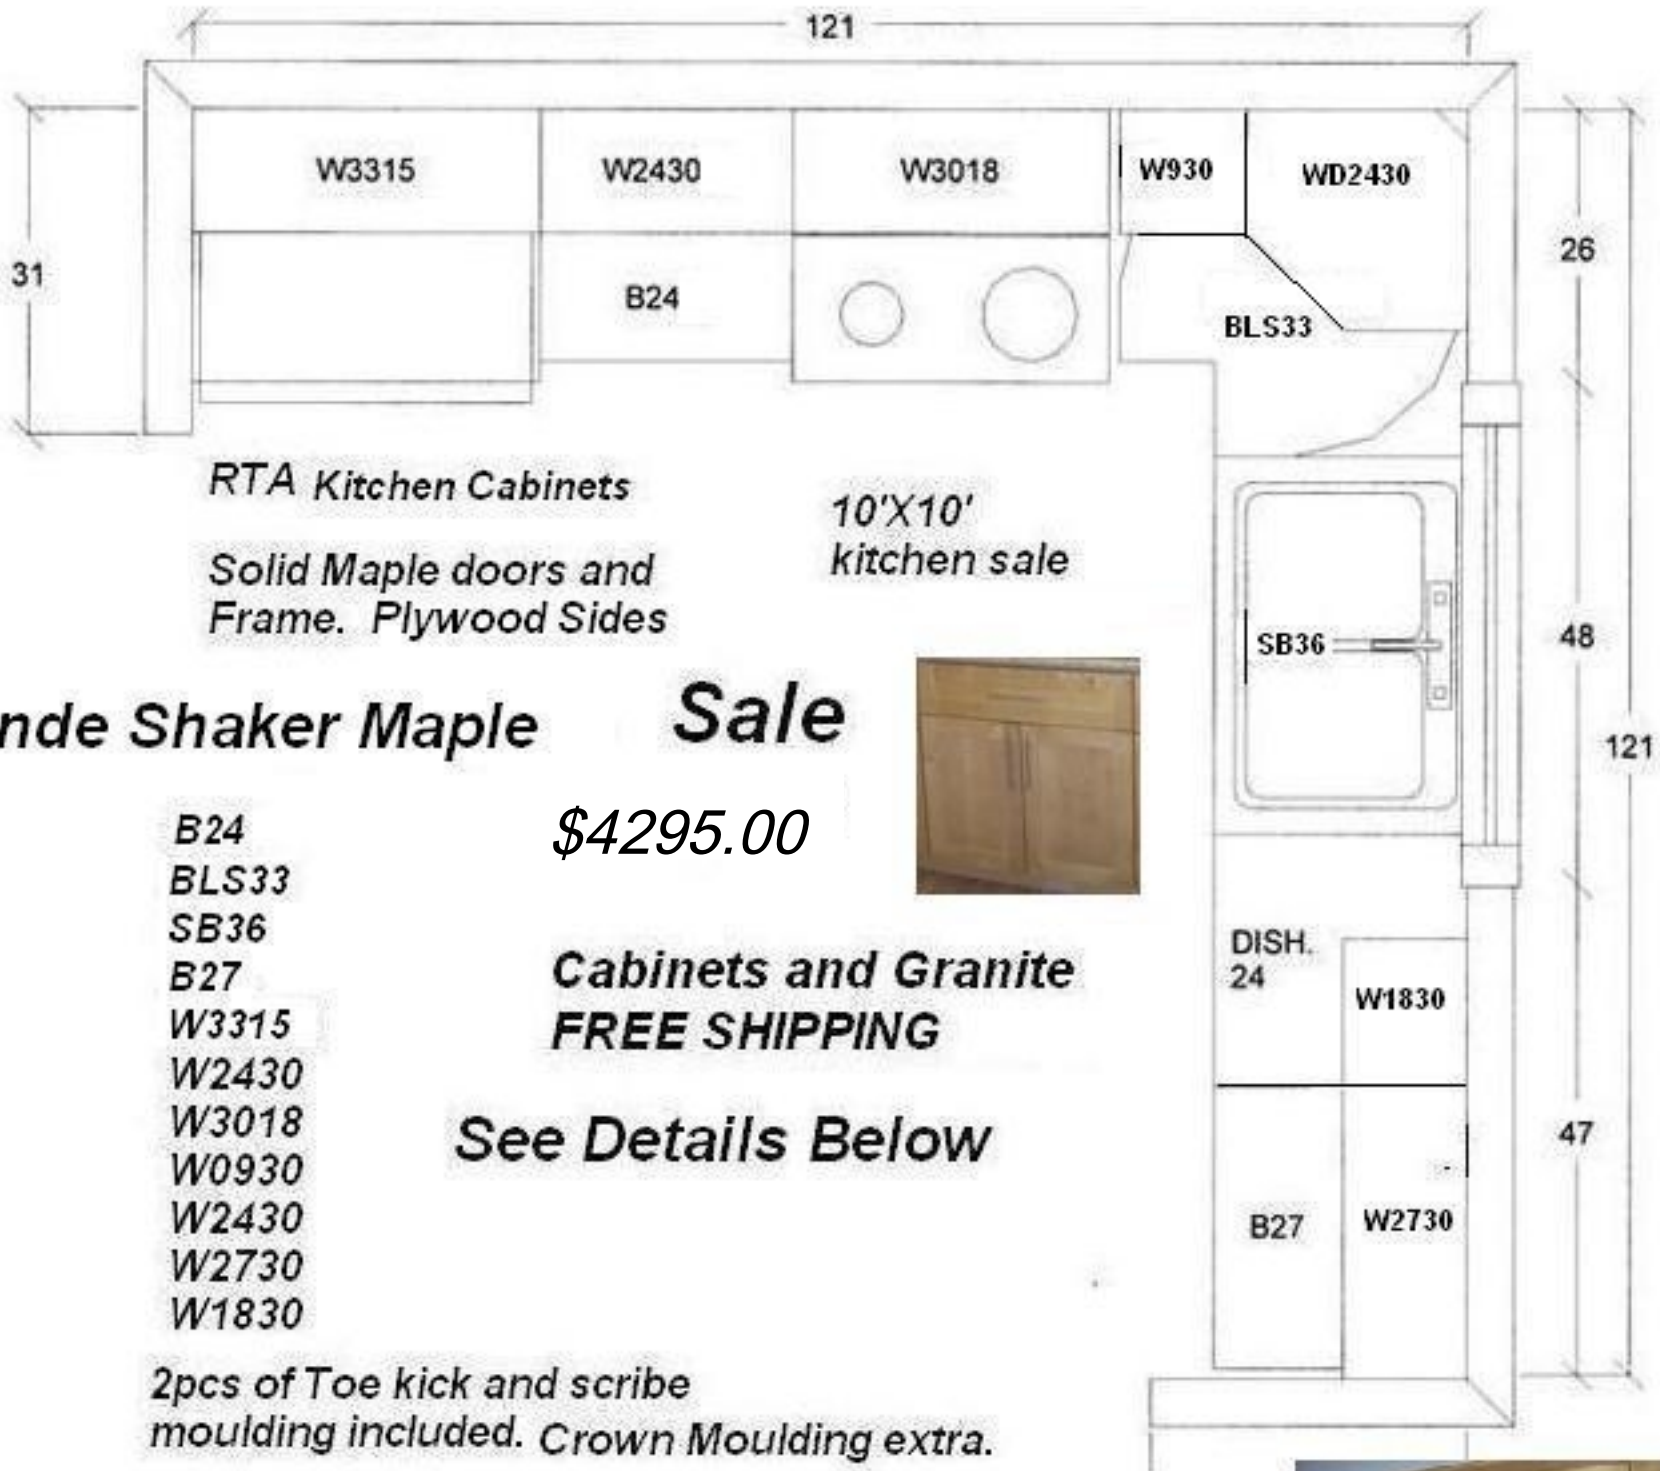 121
W3315
W2430
W3018
W930
WD2430
31
26
B24
BLS33
RTA Kitchen Cabinets
10'X10'
kitchen sale
Solid Maple doors and
Frame. Plywood Sides
SB36
48
nde Shaker Maple
Sale
121
$4295.00
B24
BLS33
SB36
B27
W3315
W2430
W3018
W0930
W2430
W2730
W1830
Cabinets and Granite
FREE SHIPPING
See Details Below
DISH.
24
W1830
47
B27
W2730
2pcs of Toe kick and scribe
moulding included. Crown Moulding extra.